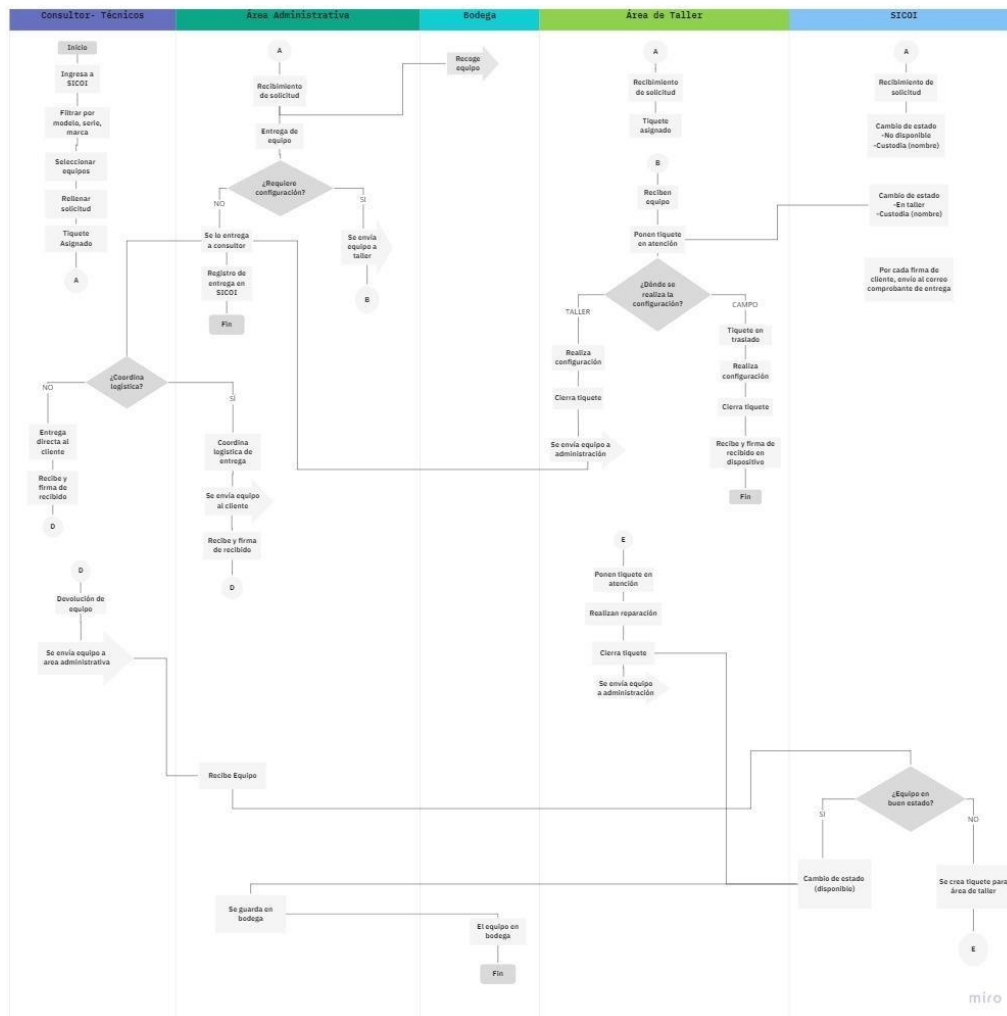 Consultor- Técnicos
Área Administrativa
Bodega
Área de Taller
SICOI
Inicio
Ingresa a
SICOI
Filtrar por
modelo, serie,
marca
Seleccionar
equipos
Rellenar
solicitud
Tiquete
Asignado
A
A
Recibimiento
de solicitud
Entrega de
equipo
¿Requiere
configuración?
NO
SI
Se le entrega
a consultor
Registro de
entrega en
SICOI
Fin
Se envía
equipo a
taller
B
Recoge
equipo
A
Recibimiento
de solicitud
Tiquete
asignado
B
Reciben
equipo
Ponen tiquete
en atención
¿Dónde se
realiza la
configuración?
TALLER
CAMPO
Realiza
configuración
Cierra tiquete
Se envía equipo a
administración
Tiquete en
traslado
Realiza
configuración
Cierra tiquete
Recibe y firma de
recibido en
dispositivo
Fin
A
Recibimiento de
solicitud
Cambio de estado
-No disponible
-Custodia (nombre)
Cambio de estado
-En taller
-Custodia (nombre)
Por cada firma de
cliente, envío al correo
comprobante de entrega
¿Coordina
logística?
NO
SI
Entrega
directa al
cliente
Recibe y
firma de
recibido
D
Coordina
logística de
entrega
Se envía equipo
al cliente
Recibe y firma
de recibido
D
D
Devolución de
equipo
Se envía equipo a
area administrativa
E
Ponen tiquete en
atención
Realizan reparación
Cierra tiquete
Se envía equipo
a administración
Recibe Equipo
¿Equipo en
buen estado?
SI
NO
Cambio de estado
(disponible)
Se crea tiquete para
área de taller
E
Se guarda en
bodega
El equipo en
bodega
Fin
miro